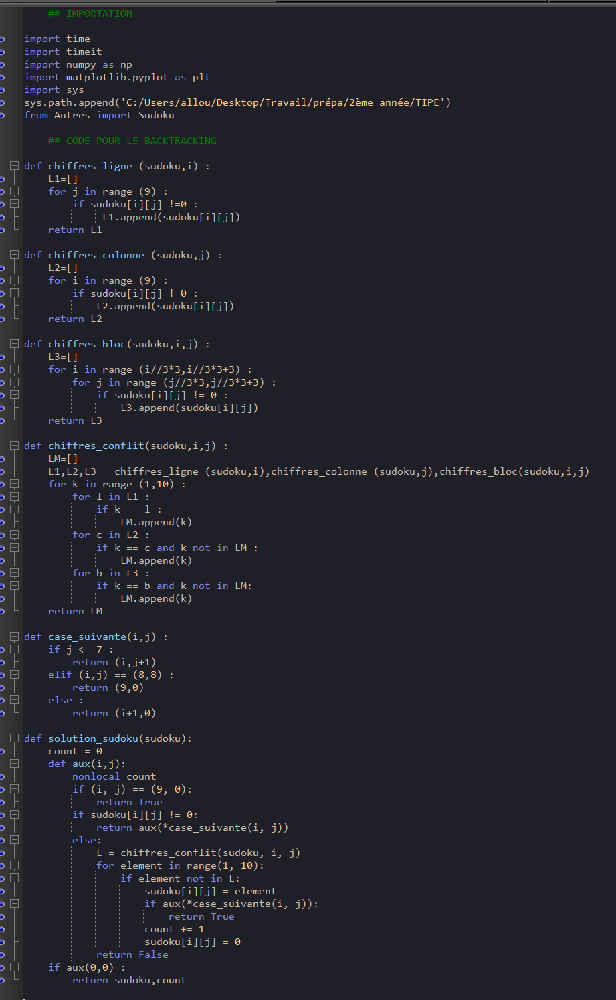 ## IMPORTATION
import time
import timeit
import numpy as np
import matplotlib.pyplot as plt
import sys
sys.path.append('C:/Users/allou/Desktop/Travail/prépa/2ème année/TIPE')
from Autres import Sudoku
## CODE POUR LE BACKTRACKING
def chiffres_ligne (sudoku,i) :
    L1=[]
    for j in range (9) :
        if sudoku[i][j] !=0 :
             L1.append(sudoku[i][j])
    return L1
def chiffres_colonne (sudoku,j) :
    L2=[]
    for i in range (9) :
        if sudoku[i][j] !=0 :
            L2.append(sudoku[i][j])
    return L2
def chiffres_bloc(sudoku,i,j) :
    L3=[]
    for i in range (i//3*3,i//3*3+3) :
        for j in range (j//3*3,j//3*3+3) :
            if sudoku[i][j] != 0 :
                L3.append(sudoku[i][j])
    return L3
def chiffres_conflit(sudoku,i,j) :
    LM=[]
    L1,L2,L3 = chiffres_ligne (sudoku,i),chiffres_colonne (sudoku,j),chiffres_bloc(sudoku,i,j)
    for k in range (1,10) :
        for l in L1 :
            if k == l :
                LM.append(k)
        for c in L2 :
            if k == c and k not in LM :
                LM.append(k)
        for b in L3 :
            if k == b and k not in LM:
                LM.append(k)
    return LM
def case_suivante(i,j) :
    if j <= 7 :
        return (i,j+1)
    elif (i,j) == (8,8) :
        return (9,0)
    else :
        return (i+1,0)
def solution_sudoku(sudoku):
    count = 0
    def aux(i,j):
        nonlocal count
        if (i, j) == (9, 0):
            return True
        if sudoku[i][j] != 0:
            return aux(*case_suivante(i, j))
        else:
            L = chiffres_conflit(sudoku, i, j)
            for element in range(1, 10):
                if element not in L:
                    sudoku[i][j] = element
                    if aux(*case_suivante(i, j)):
                        return True
                    count += 1
                    sudoku[i][j] = 0
            return False
    if aux(0,0) :
        return sudoku,count